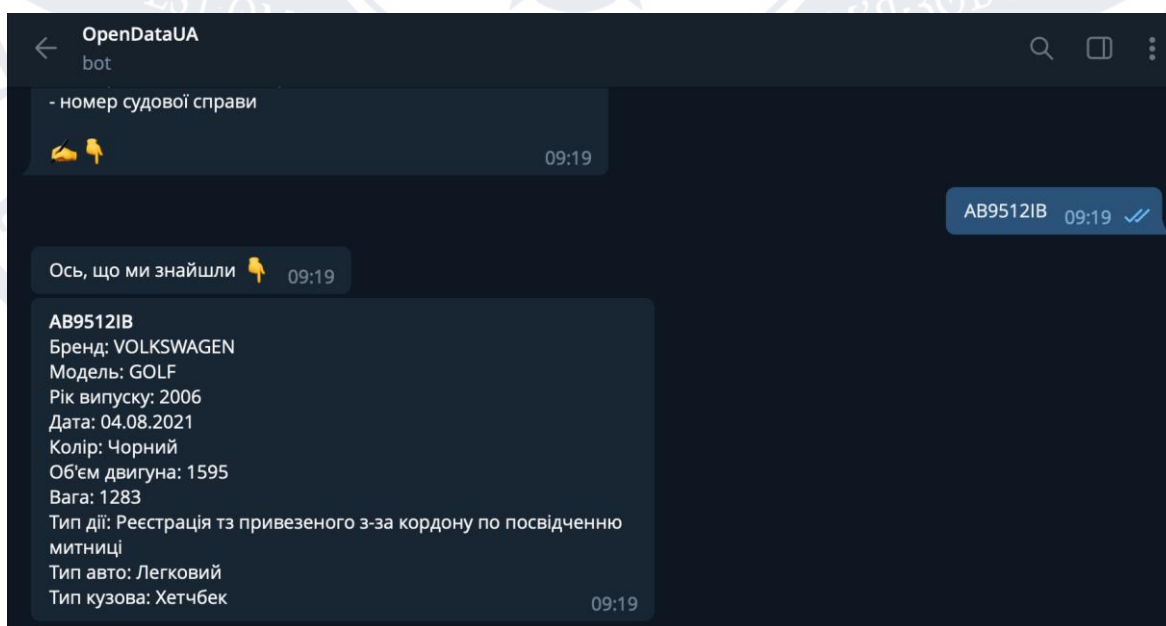 OpenDataUA
bot
- номер судової справи
✍️👇
09:19
AB9512IB 09:19
Ось, що ми знайшли 👇 09:19
AB9512IB
Бренд: VOLKSWAGEN
Модель: GOLF
Рік випуску: 2006
Дата: 04.08.2021
Колір: Чорний
Об'єм двигуна: 1595
Вага: 1283
Тип дії: Реєстрація тз привезеного з-за кордону по посвідченню
митниці
Тип авто: Легковий
Тип кузова: Хетчбек
09:19